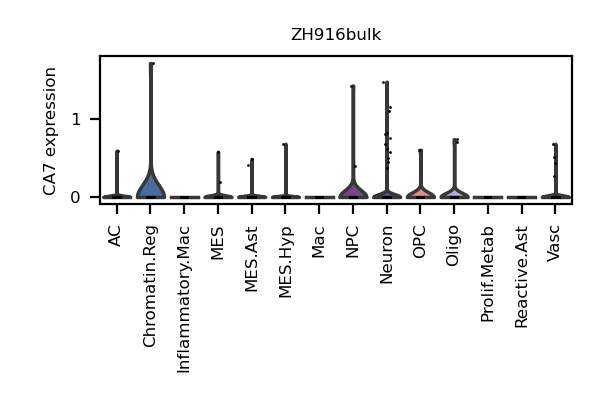 ZH916bulk
CA7 expression
1
0
AC
Chromatin.Reg
Inflammatory.Mac
MES
MES.Ast
MES.Hyp
Mac
NPC
Neuron
OPC
Oligo
Prolif.Metab
Reactive.Ast
Vasc